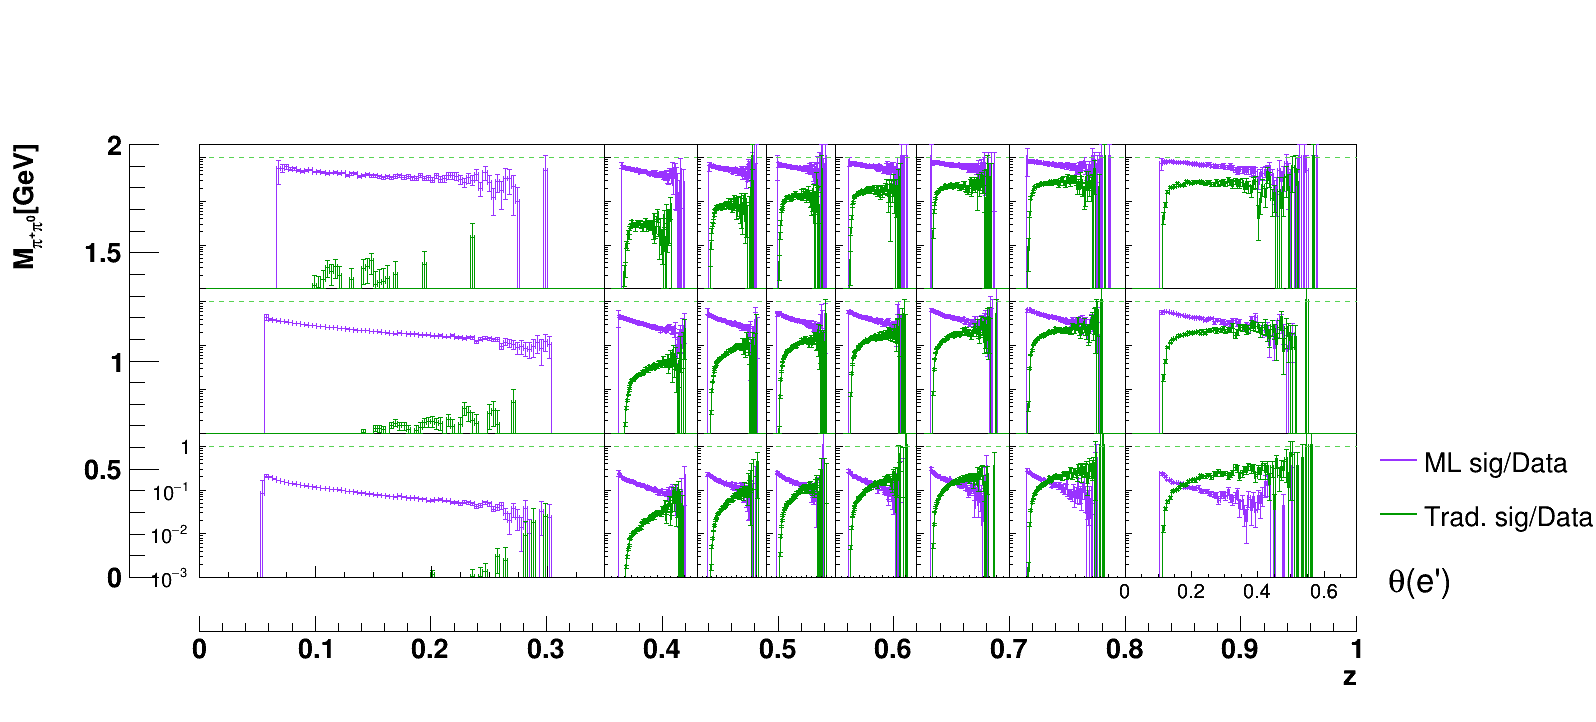 M π⁺π⁰ [GeV]
2
1.5
1
0.5
0
1
10⁻¹
10⁻²
10⁻³
ML sig/Data
Trad. sig/Data
θ(e')
0 0.2 0.4 0.6
0 0.1 0.2 0.3 0.4 0.5 0.6 0.7 0.8 0.9 1
z